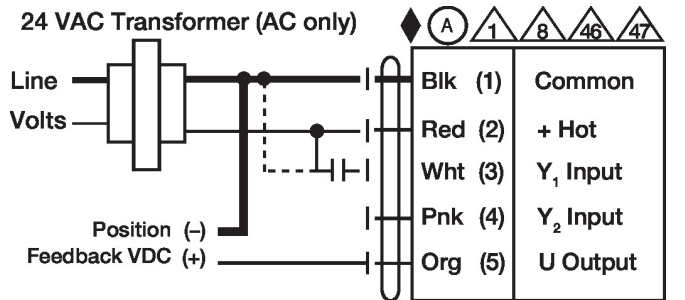 24 VAC Transformer (AC only)
A 1 8 46 47
Line
Volts
Blk (1) Common
Red (2) + Hot
Wht (3) Y1 Input
Pnk (4) Y2 Input
Org (5) U Output
Position (–)
Feedback VDC (+)